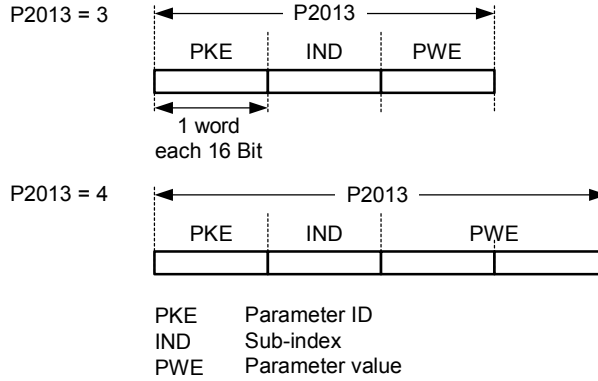 P2013 = 3 P2013
PKE IND PWE
1 word
each 16 Bit
P2013 = 4 P2013
PKE IND PWE
PKE Parameter ID
IND Sub-index
PWE Parameter value